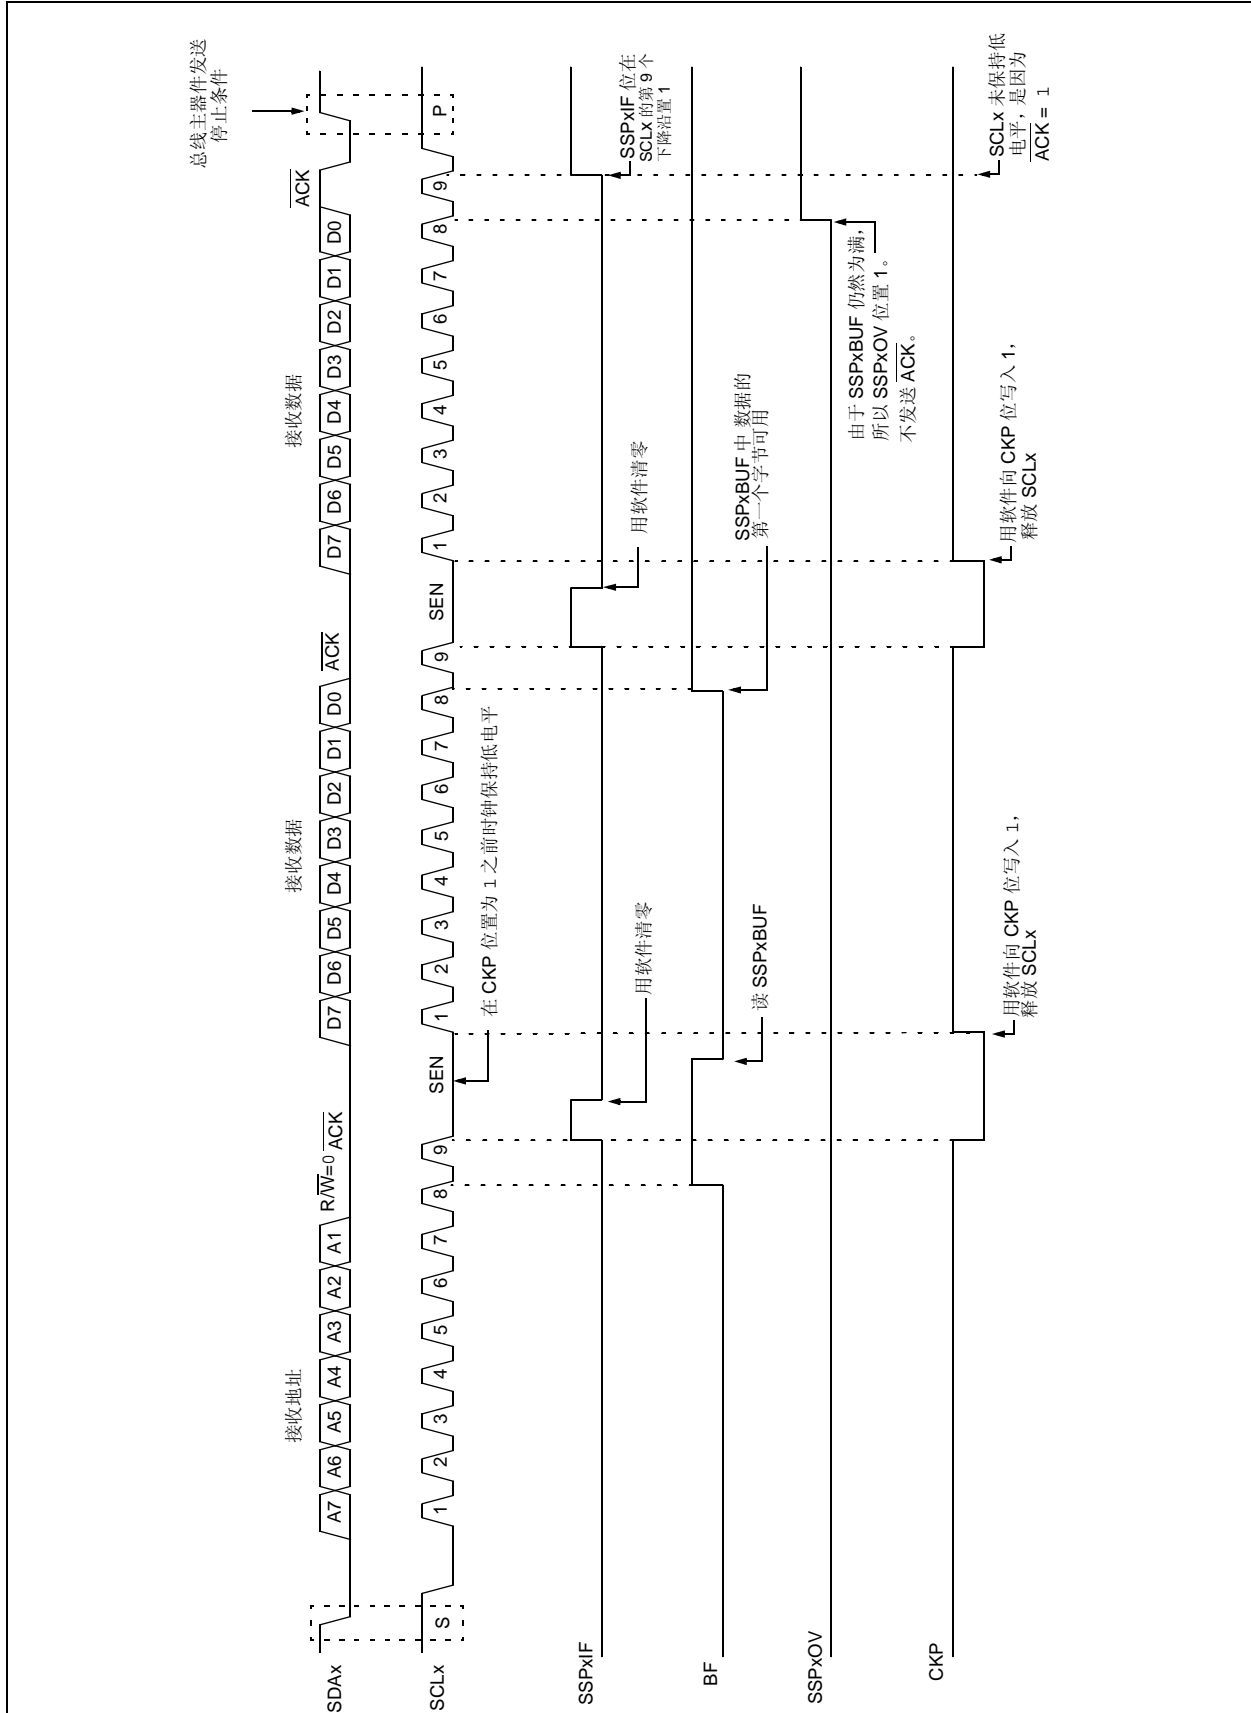 总线主器件发送
停止条件
接收地址
接收数据
接收数据
SDAx
A7 A6 A5 A4 A3 A2 A1
R/W=0 ACK
D7 D6 D5 D4 D3 D2 D1 D0
ACK
D7 D6 D5 D4 D3 D2 D1 D0
ACK
SCLx
S 1 2 3 4 5 6 7 8 9 SEN 1 2 3 4 5 6 7 8 9 SEN 1 2 3 4 5 6 7 8 9 P
在 CKP 位置为 1 之前时钟保持低电平
SSPxIF
用软件清零
用软件清零
SSPxIF 位在
SCLx 的第 9 个
下降沿置 1
BF
读 SSPxBUF
SSPxBUF 中 数据的
第一个字节可用
SSPxOV
由于 SSPxBUF 仍然为满，
所以 SSPxOV 位置 1。
不发送 ACK。
CKP
用软件向 CKP 位写入 1，
释放 SCLx
用软件向 CKP 位写入 1，
释放 SCLx
SCLx 未保持低
电平，是因为
ACK = 1